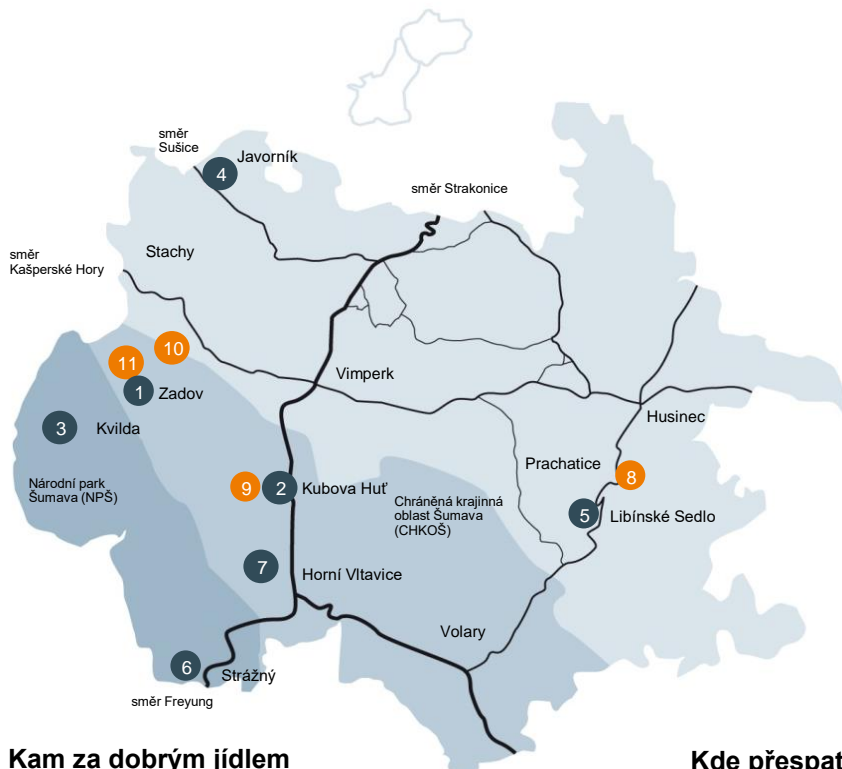 směr
Sušice
4
Javorník
směr Strakonice
Stachy
směr
Kašperské Hory
10
11
1
Zadov
Vimperk
3
Kvilda
Husinec
Národní park
Šumava (NPŠ)
9
2
Kubova Huť
Chráněná krajinná
oblast Šumava
(CHKOŠ)
Prachatice
8
5
Libínské Sedlo
7
Horní Vltavice
Volary
6
Strážný
směr Freyung
Kam za dobrým jídlem
Kde přespat